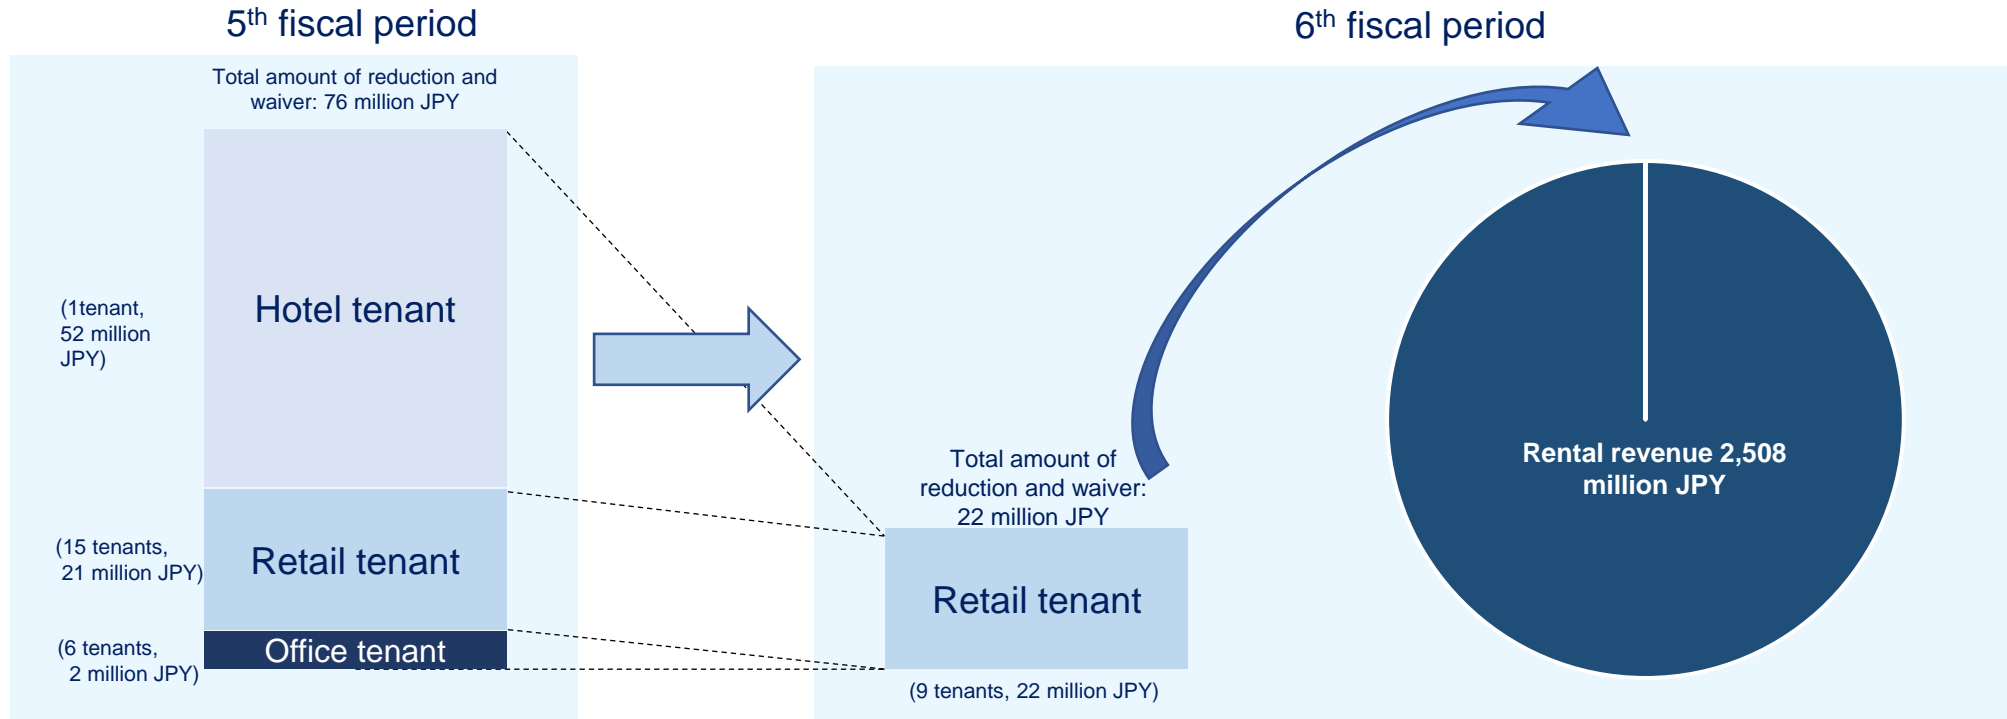 5th fiscal period
Total amount of reduction and
waiver: 76 million JPY
(1tenant,
52 million
JPY)
Hotel tenant
(15 tenants,
21 million JPY)
Retail tenant
(6 tenants,
2 million JPY)
Office tenant
6th fiscal period
Total amount of
reduction and waiver:
22 million JPY
Retail tenant
(9 tenants, 22 million JPY)
Rental revenue 2,508
million JPY